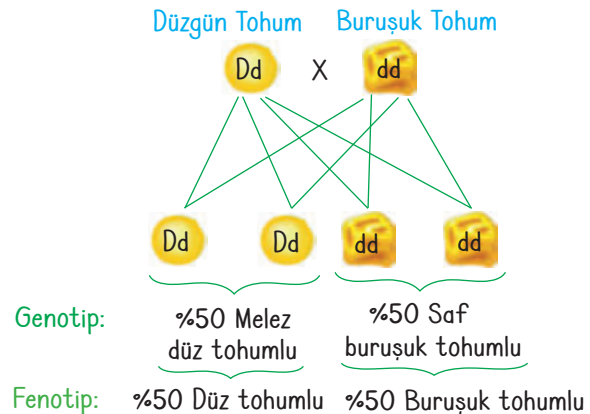 Düzgün Tohum Buruşuk Tohum
Dd X dd
Dd Dd dd dd
Genotip: %50 Melez düz tohumlu %50 Saf buruşuk tohumlu
Fenotip: %50 Düz tohumlu %50 Buruşuk tohumlu